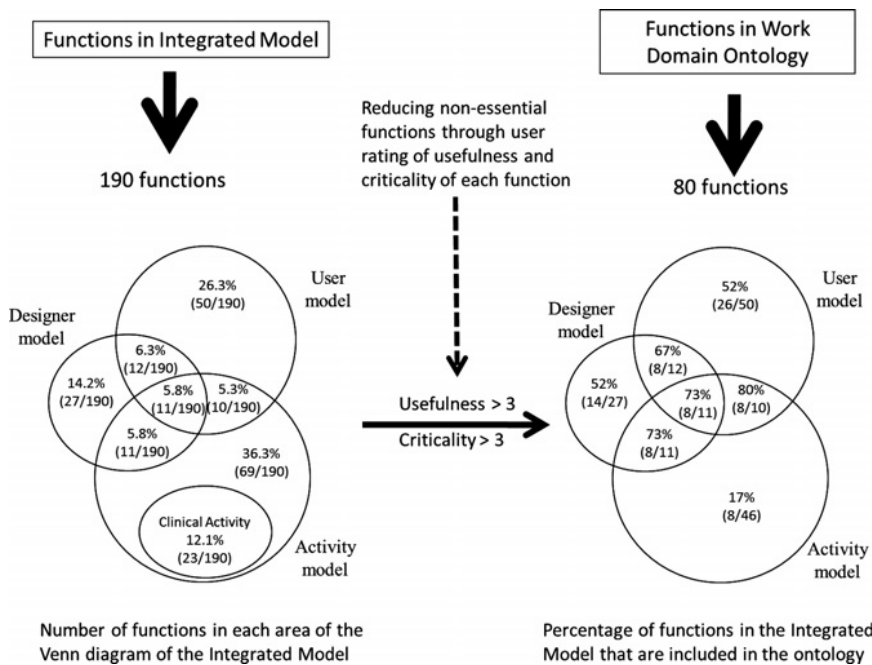 Functions in Integrated Model
190 functions
Reducing non-essential
functions through user
rating of usefulness and
criticality of each function
Functions in Work
Domain Ontology
80 functions
26.3%
(50/190)
User
model
Designer
model
6.3%
(12/190)
14.2%
(27/190)
5.8%
(11/190)
5.3%
(10/190)
5.8%
(11/190)
36.3%
(69/190)
Clinical Activity
12.1%
(23/190)
Activity
model
Usefulness > 3
Criticality > 3
52%
(26/50)
User
model
Designer
model
67%
(8/12)
52%
(14/27)
73%
(8/11)
80%
(8/10)
73%
(8/11)
17%
(8/46)
Activity
model
Number of functions in each area of the
Venn diagram of the Integrated Model
Percentage of functions in the Integrated
Model that are included in the ontology